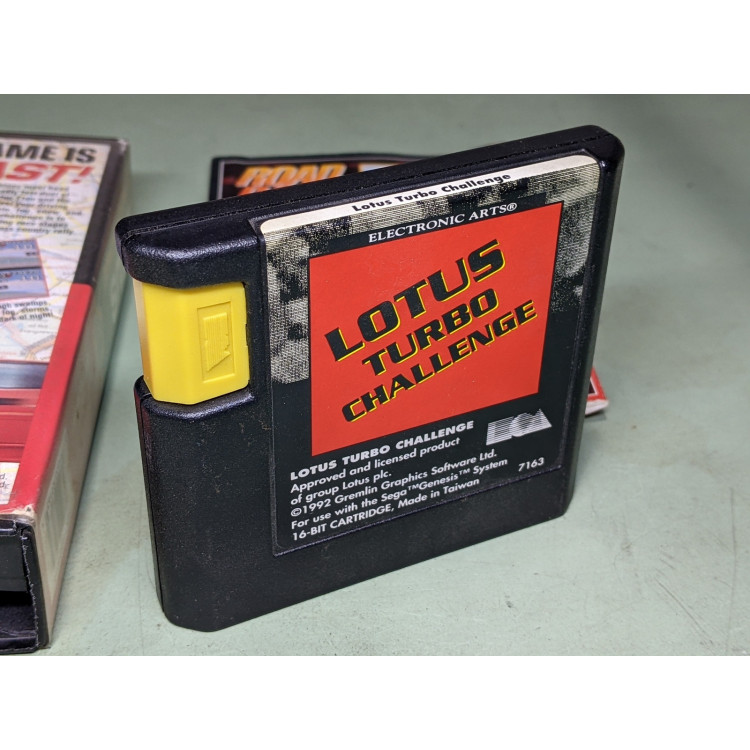 AME IS
AST!
ROAD
Lotus Turbo Challenge
ELECTRONIC ARTS®
LOTUS
TURBO
CHALLENGE
EA
LOTUS TURBO CHALLENGE
Approved and licensed product
of group Lotus plc.
©1992 Gremlin Graphics Software Ltd.
For use with the Sega™Genesis™ System
16-BIT CARTRIDGE, Made in Taiwan
7163